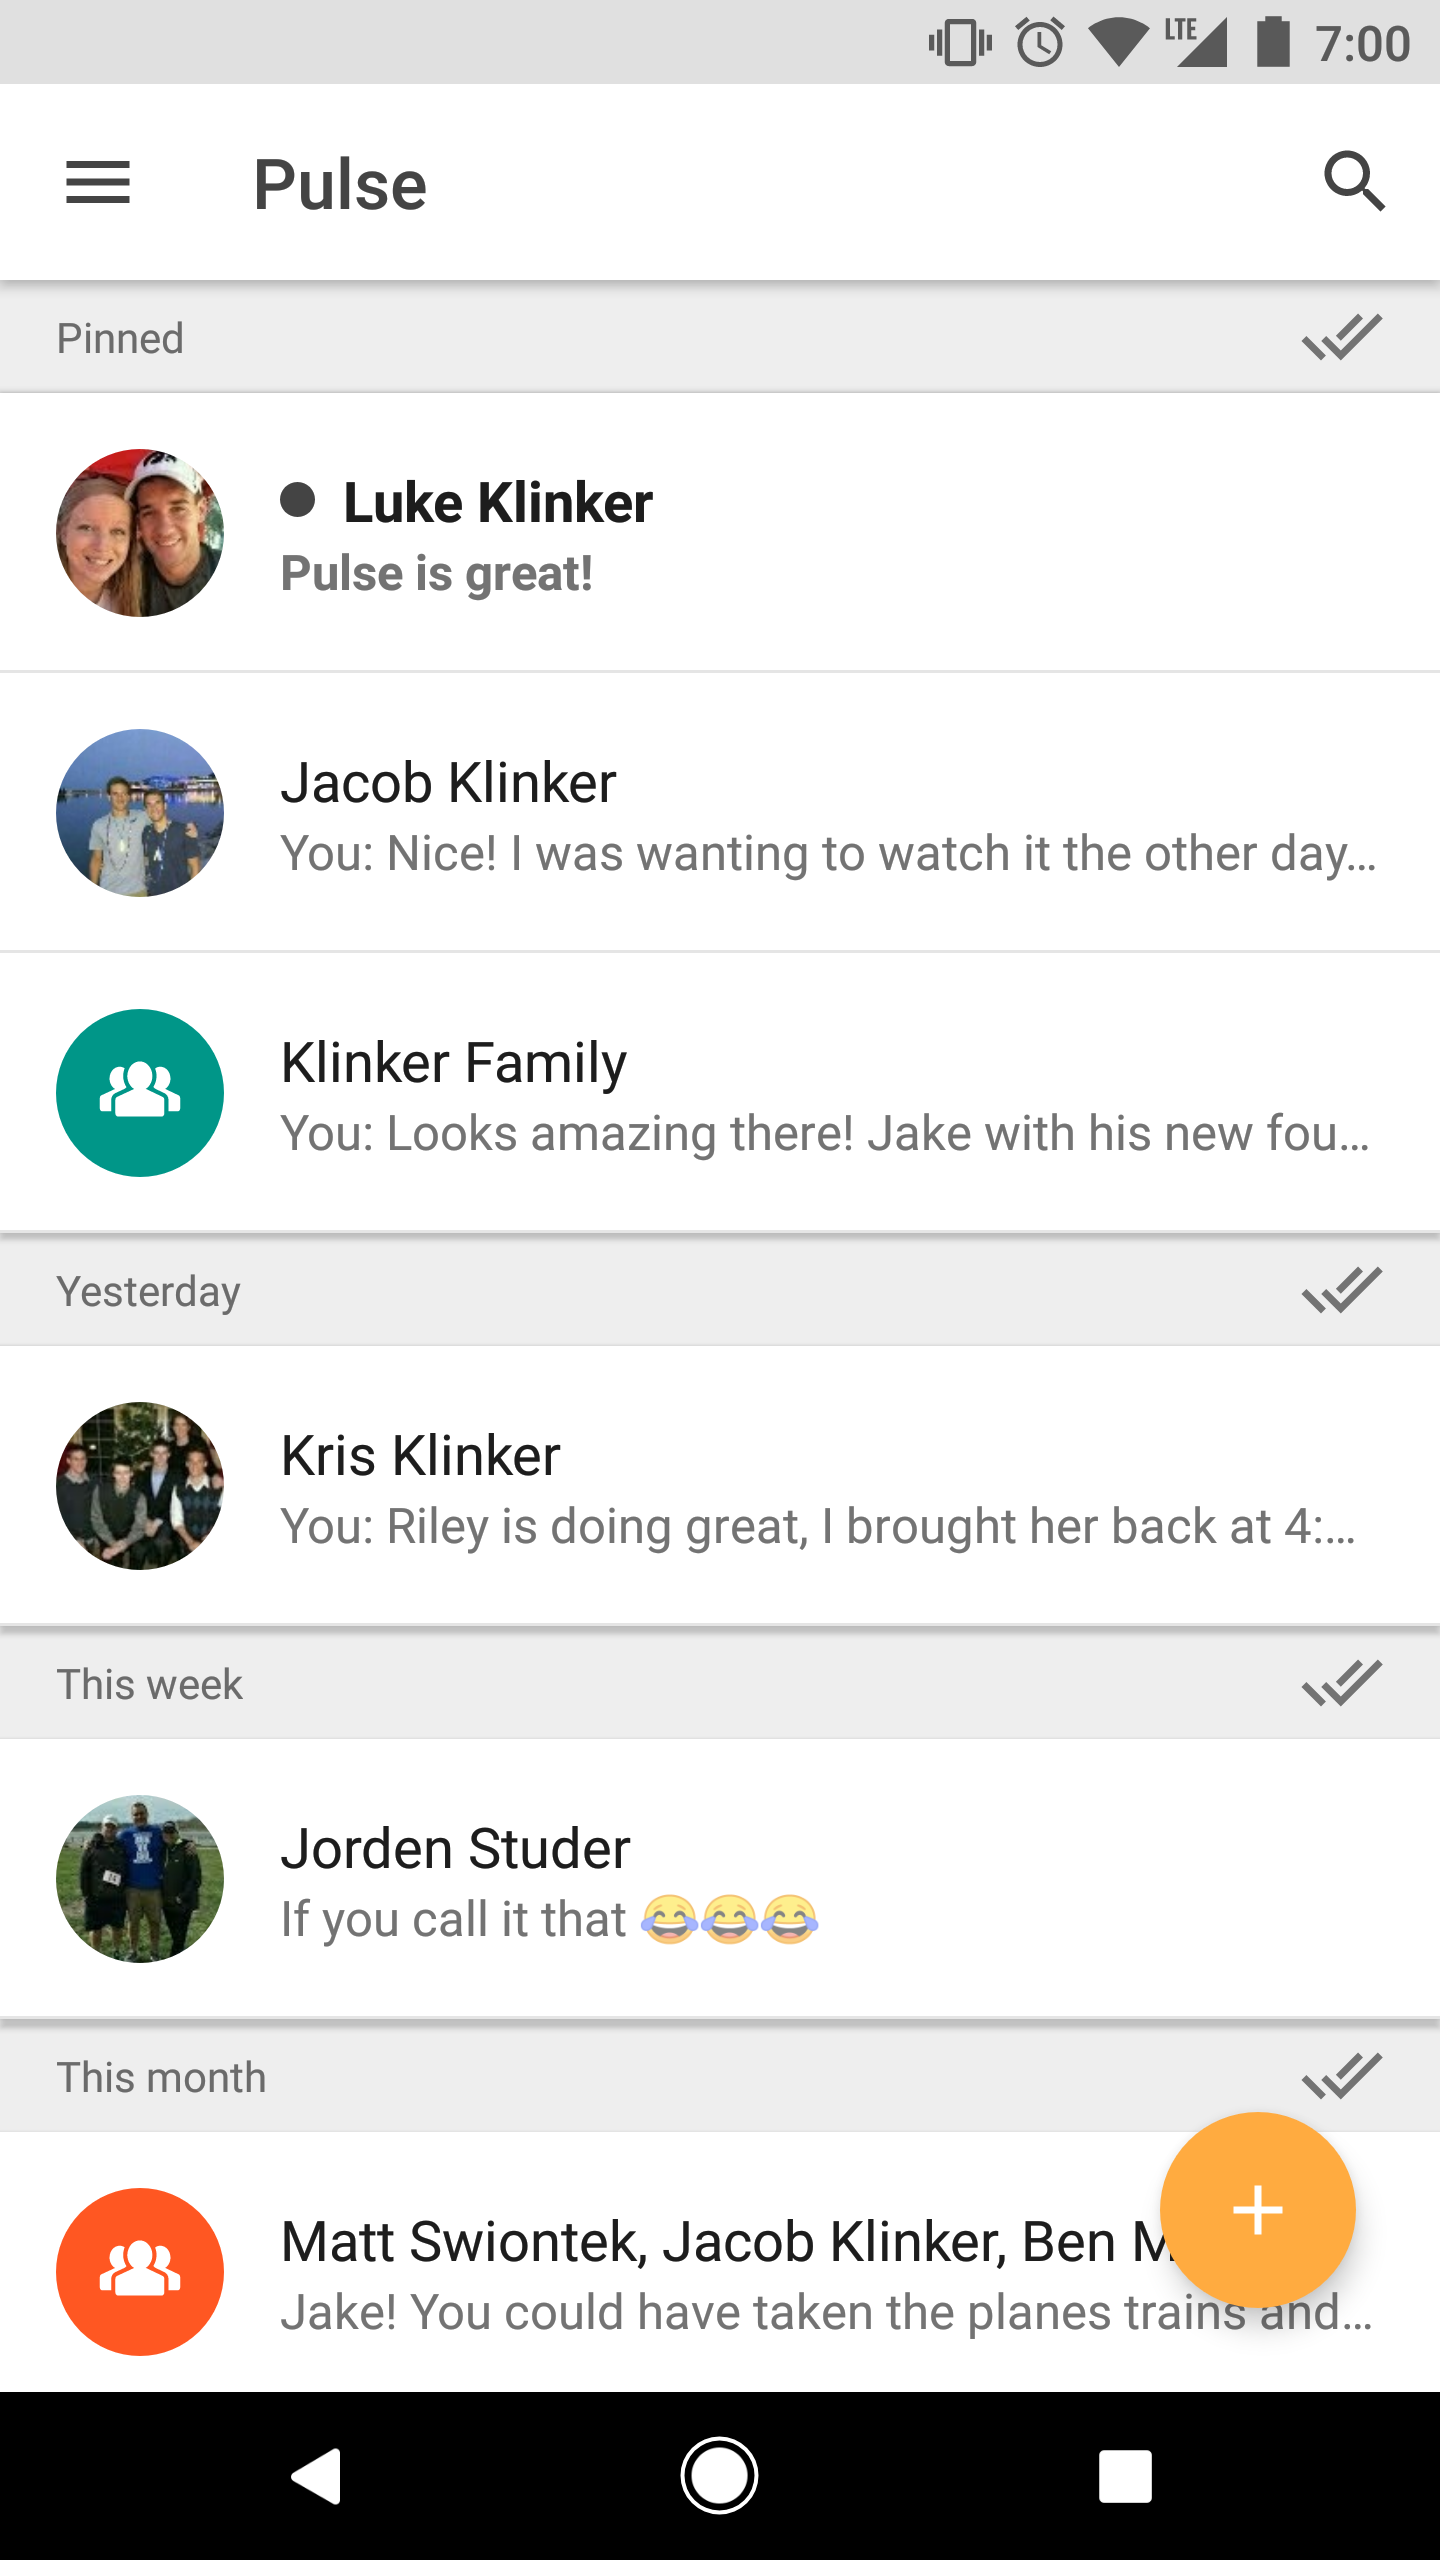 LTE 7:00
Pulse
Pinned
Luke Klinker
Pulse is great!
Jacob Klinker
You: Nice! I was wanting to watch it the other day…
Klinker Family
You: Looks amazing there! Jake with his new fou…
Yesterday
Kris Klinker
You: Riley is doing great, I brought her back at 4:…
This week
Jorden Studer
If you call it that 😂😂😂
This month
Matt Swiontek, Jacob Klinker, Ben M
Jake! You could have taken the planes trains and…